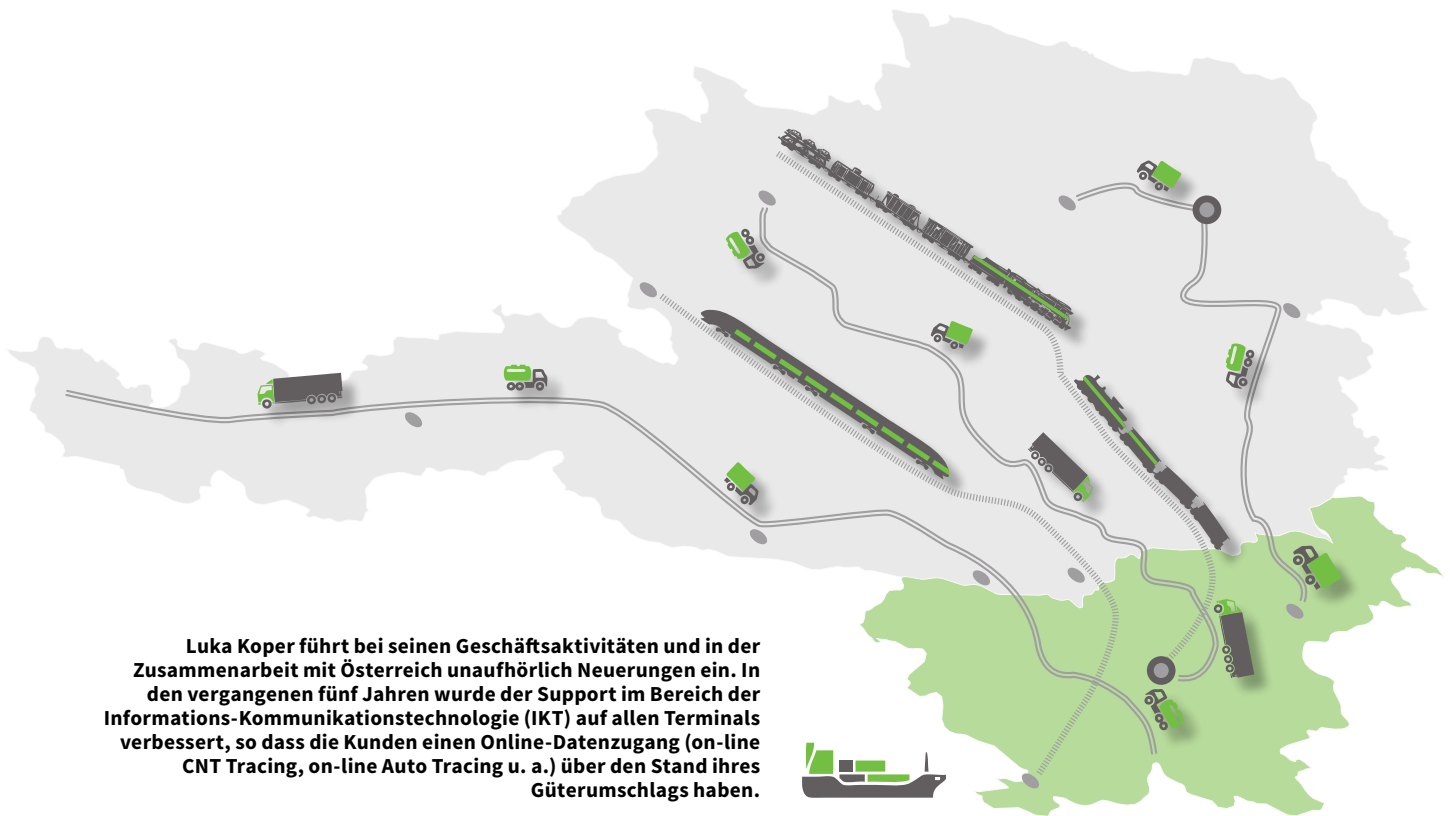 Luka Koper führt bei seinen Geschäftsaktivitäten und in der
Zusammenarbeit mit Österreich unaufhörlich Neuerungen ein. In
den vergangenen fünf Jahren wurde der Support im Bereich der
Informations-Kommunikationstechnologie (IKT) auf allen Terminals
verbessert, so dass die Kunden einen Online-Datenzugang (on-line
CNT Tracing, on-line Auto Tracing u. a.) über den Stand ihres
Güterumschlags haben.